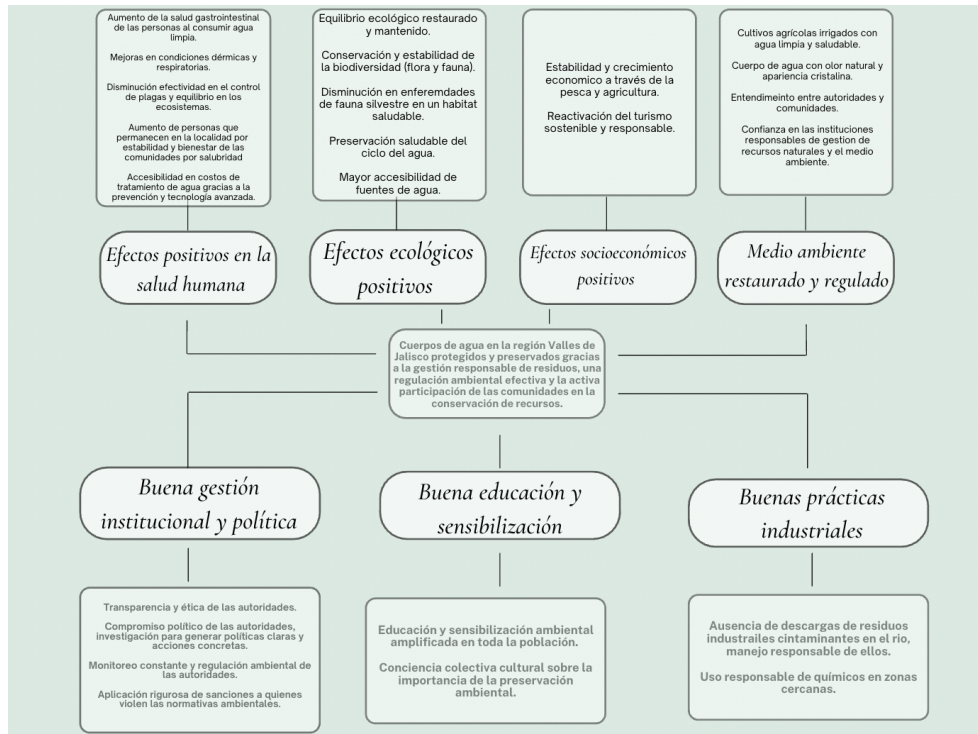 Aumento de la salud gastrointestinal
de las personas al consumir agua
limpia.
Mejoras en condiciones dérmicas y
respiratorias.
Disminución efectividad en el control
de plagas y equilibrio en los
ecosistemas.
Aumento de personas que
permanecen en la localidad por
estabilidad y bienestar de las
comunidades por salubridad
Accesibilidad en costos de
tratamiento de agua gracias a la
prevención y tecnología avanzada.
Equilibrio ecológico restaurado
y mantenido.
Conservación y estabilidad de
la biodiversidad (flora y fauna).
Disminución en enferemdades
de fauna silvestre en un habitat
saludable.
Preservación saludable del
ciclo del agua.
Mayor accesibilidad de
fuentes de agua.
Estabilidad y crecimiento
economico a través de la
pesca y agricultura.
Reactivación del turismo
sostenible y responsable.
Cultivos agrícolas irrigados con
agua limpia y saludable.
Cuerpo de agua con olor natural y
apariencia cristalina.
Entendimeinto entre autoridades y
comunidades.
Confianza en las instituciones
responsables de gestion de
recursos naturales y el medio
ambiente.
Efectos positivos en la
salud humana
Efectos ecológicos
positivos
Efectos socioeconómicos
positivos
Medio ambiente
restaurado y regulado
Cuerpos de agua en la región Valles de
Jalisco protegidos y preservados gracias
a la gestión responsable de residuos, una
regulación ambiental efectiva y la activa
participación de las comunidades en la
conservación de recursos.
Buena gestión
institucional y política
Buena educación y
sensibilización
Buenas prácticas
industriales
Transparencia y ética de las autoridades.
Compromiso político de las autoridades,
investigación para generar políticas claras y
acciones concretas.
Monitoreo constante y regulación ambiental de
las autoridades.
Aplicación rigurosa de sanciones a quienes
violen las normativas ambientales.
Educación y sensibilización ambiental
amplificada en toda la población.
Conciencia colectiva cultural sobre la
importancia de la preservación
ambiental.
Ausencia de descargas de residuos
industrailes cintaminantes en el rio,
manejo responsable de ellos.
Uso responsable de químicos en zonas
cercanas.